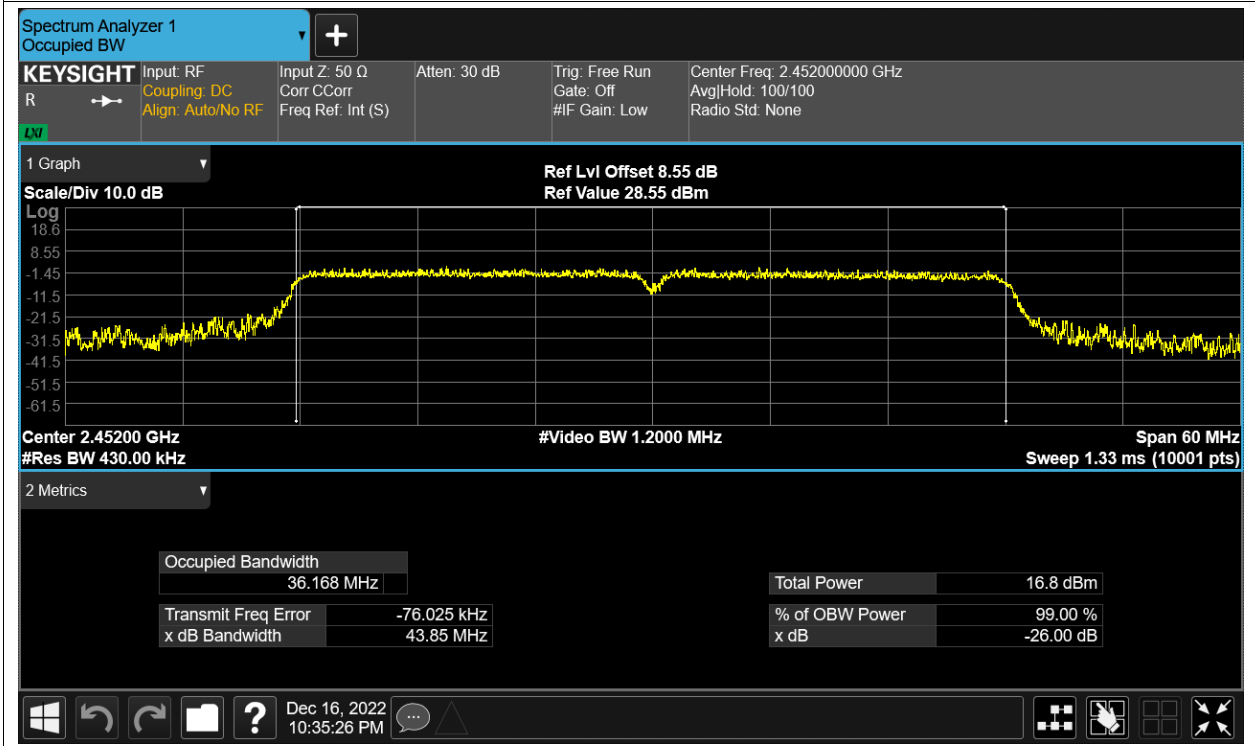 Spectrum Analyzer 1
Occupied BW
KEYSIGHT
R
LXI
Input: RF
Coupling: DC
Align: Auto/No RF
Input Z: 50 Ω
Corr CCorr
Freq Ref: Int (S)
Atten: 30 dB
Trig: Free Run
Gate: Off
#IF Gain: Low
Center Freq: 2.452000000 GHz
Avg|Hold: 100/100
Radio Std: None
1 Graph
Scale/Div 10.0 dB
Ref Lvl Offset 8.55 dB
Ref Value 28.55 dBm
Log
18.6
8.55
-1.45
-11.5
-21.5
-31.5
-41.5
-51.5
-61.5
Center 2.45200 GHz
#Video BW 1.2000 MHz
Span 60 MHz
#Res BW 430.00 kHz
Sweep 1.33 ms (10001 pts)
2 Metrics
Occupied Bandwidth
36.168 MHz
Total Power 16.8 dBm
Transmit Freq Error -76.025 kHz
% of OBW Power 99.00 %
x dB Bandwidth 43.85 MHz
x dB -26.00 dB
?
Dec 16, 2022
10:35:26 PM